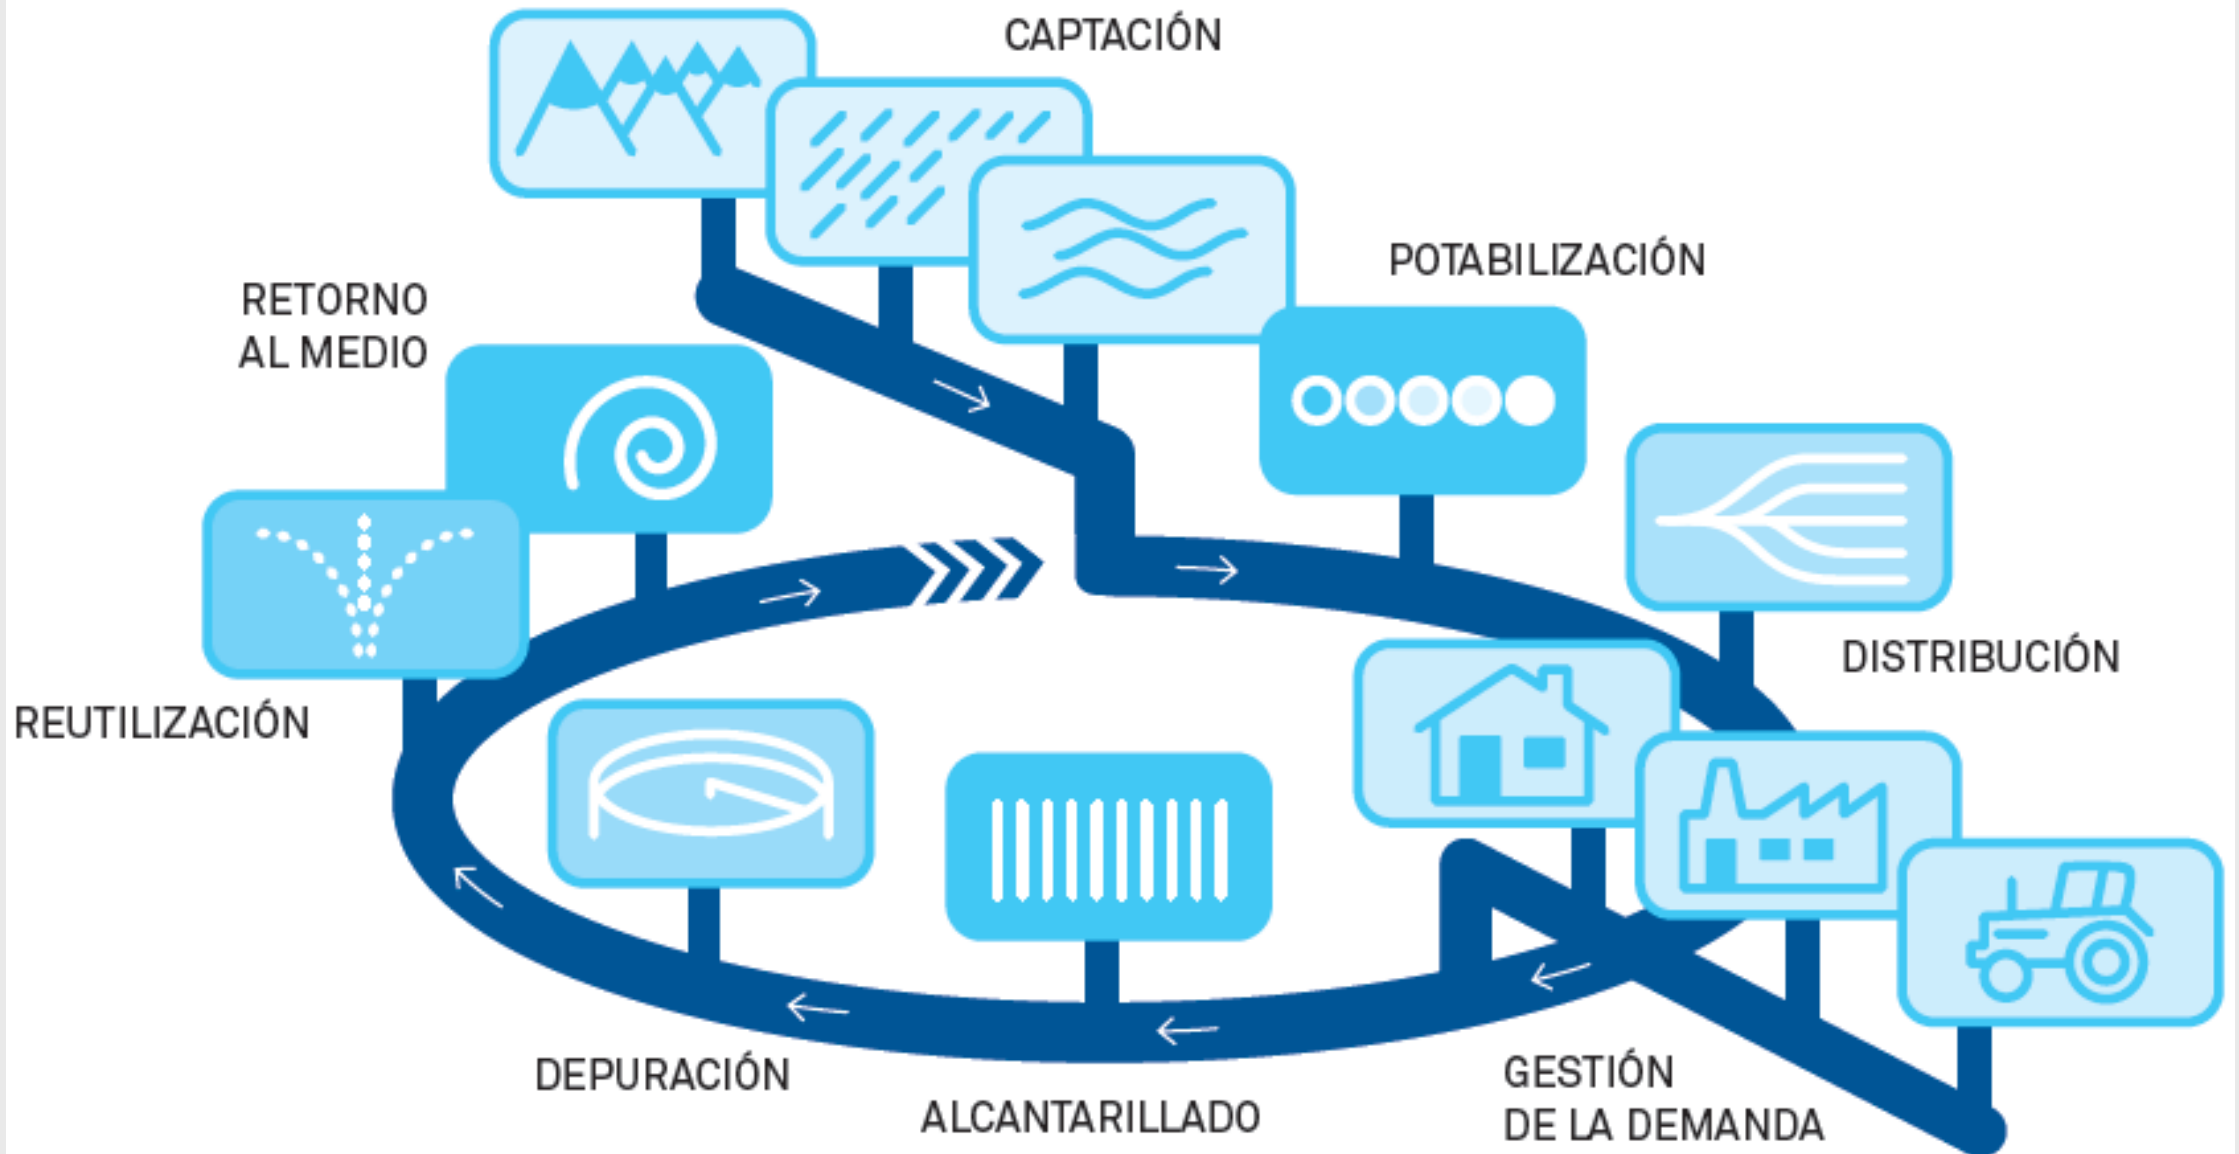 CAPTACIÓN
POTABILIZACIÓN
RETORNO
AL MEDIO
DISTRIBUCIÓN
REUTILIZACIÓN
DEPURACIÓN
ALCANTARILLADO
GESTIÓN
DE LA DEMANDA